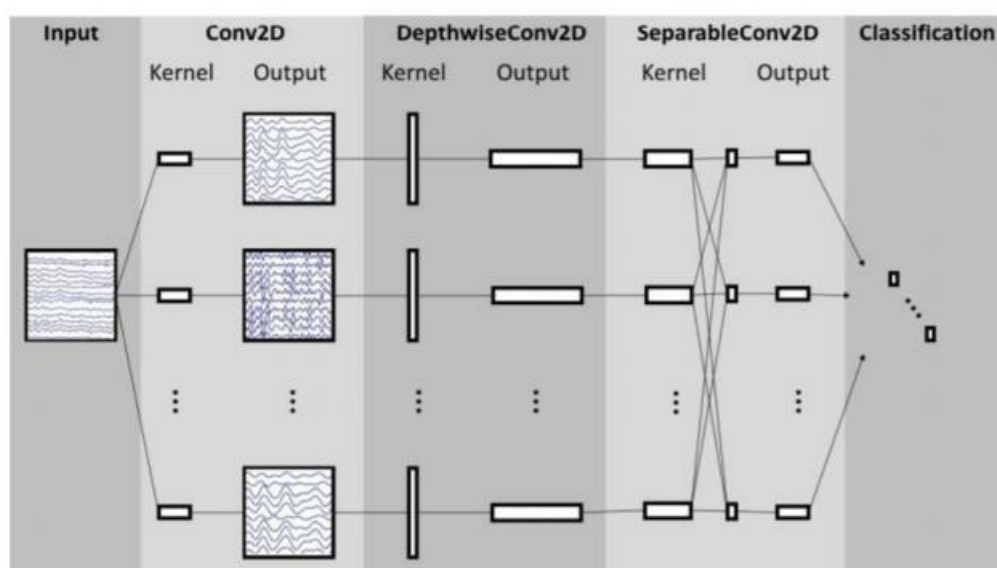 Input Conv2D DepthwiseConv2D SeparableConv2D Classification
Kernel Output Kernel Output Kernel Output